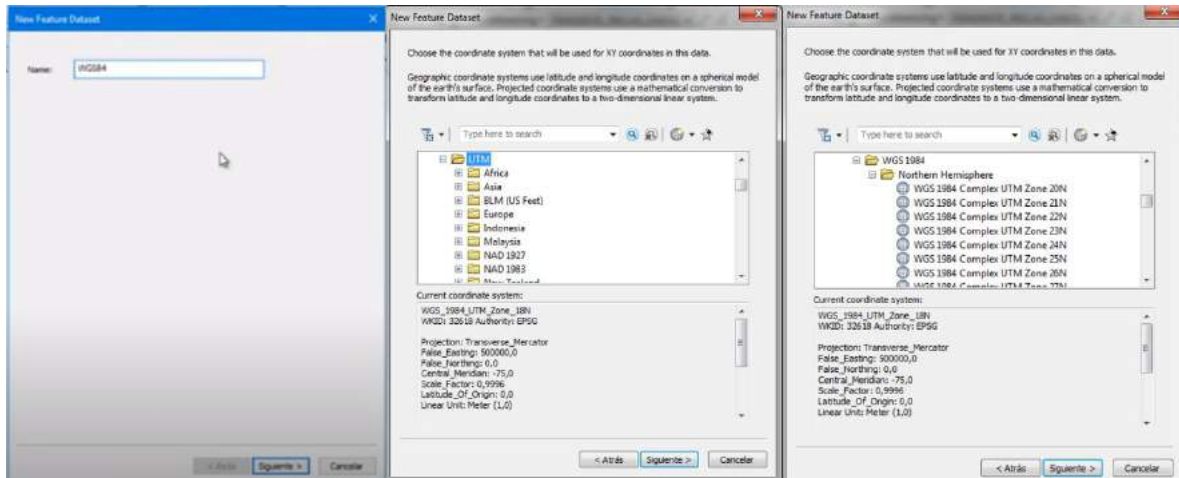 New Feature Dataset
Name:
WGS84
< Atrás
Siguiente >
Cancelar
New Feature Dataset
Choose the coordinate system that will be used for XY coordinates in this data.
Geographic coordinate systems use latitude and longitude coordinates on a spherical model
of the earth's surface. Projected coordinate systems use a mathematical conversion to
transform latitude and longitude coordinates to a two-dimensional linear system.
Type here to search
UTM
Africa
Asia
BLM (US Feet)
Europe
Indonesia
Malaysia
NAD 1927
NAD 1983
New Zealand
Current coordinate system:
WGS_1984_UTM_Zone_18N
WKID: 32618 Authority: EPSG
Projection: Transverse_Mercator
False_Easting: 500000,0
False_Northing: 0,0
Central_Meridian: -75,0
Scale_Factor: 0,9996
Latitude_Of_Origin: 0,0
Linear Unit: Meter (1,0)
< Atrás
Siguiente >
Cancelar
New Feature Dataset
Choose the coordinate system that will be used for XY coordinates in this data.
Geographic coordinate systems use latitude and longitude coordinates on a spherical model
of the earth's surface. Projected coordinate systems use a mathematical conversion to
transform latitude and longitude coordinates to a two-dimensional linear system.
Type here to search
WGS 1984
Northern Hemisphere
WGS 1984 Complex UTM Zone 20N
WGS 1984 Complex UTM Zone 21N
WGS 1984 Complex UTM Zone 22N
WGS 1984 Complex UTM Zone 23N
WGS 1984 Complex UTM Zone 24N
WGS 1984 Complex UTM Zone 25N
WGS 1984 Complex UTM Zone 26N
WGS 1984 Complex UTM Zone 27N
Current coordinate system:
WGS_1984_UTM_Zone_18N
WKID: 32618 Authority: EPSG
Projection: Transverse_Mercator
False_Easting: 500000,0
False_Northing: 0,0
Central_Meridian: -75,0
Scale_Factor: 0,9996
Latitude_Of_Origin: 0,0
Linear Unit: Meter (1,0)
< Atrás
Siguiente >
Cancelar